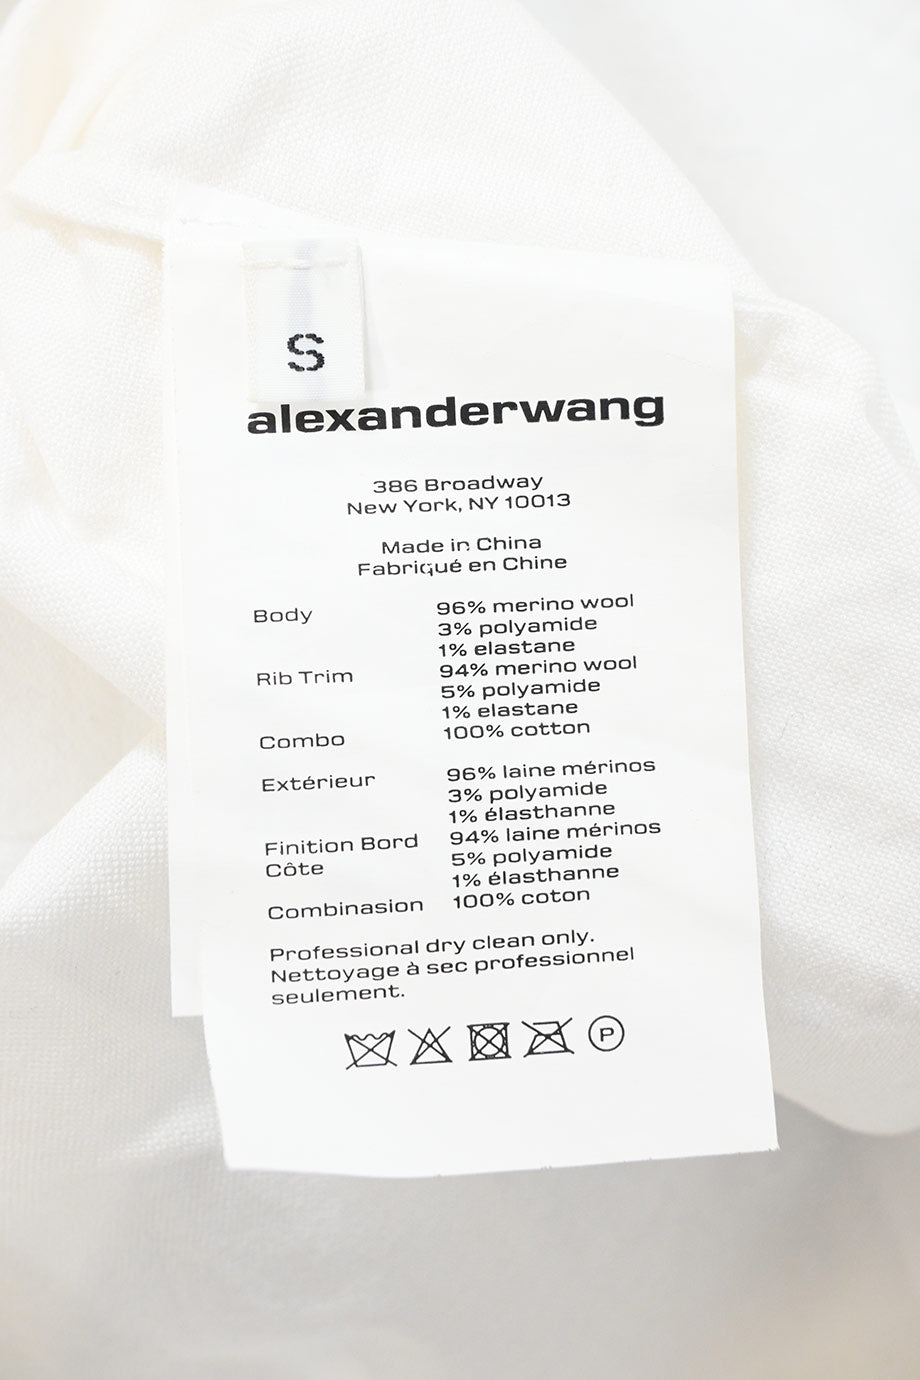 S
alexanderwang
386 Broadway
New York, NY 10013
Made in China
Fabriqué en Chine
Body 96% merino wool
3% polyamide
1% elastane
Rib Trim 94% merino wool
5% polyamide
1% elastane
Combo 100% cotton
Extérieur 96% laine mérinos
3% polyamide
1% élasthanne
Finition Bord 94% laine mérinos
Côte 5% polyamide
1% élasthanne
Combinasion 100% coton
Professional dry clean only.
Nettoyage à sec professionnel
seulement.
P